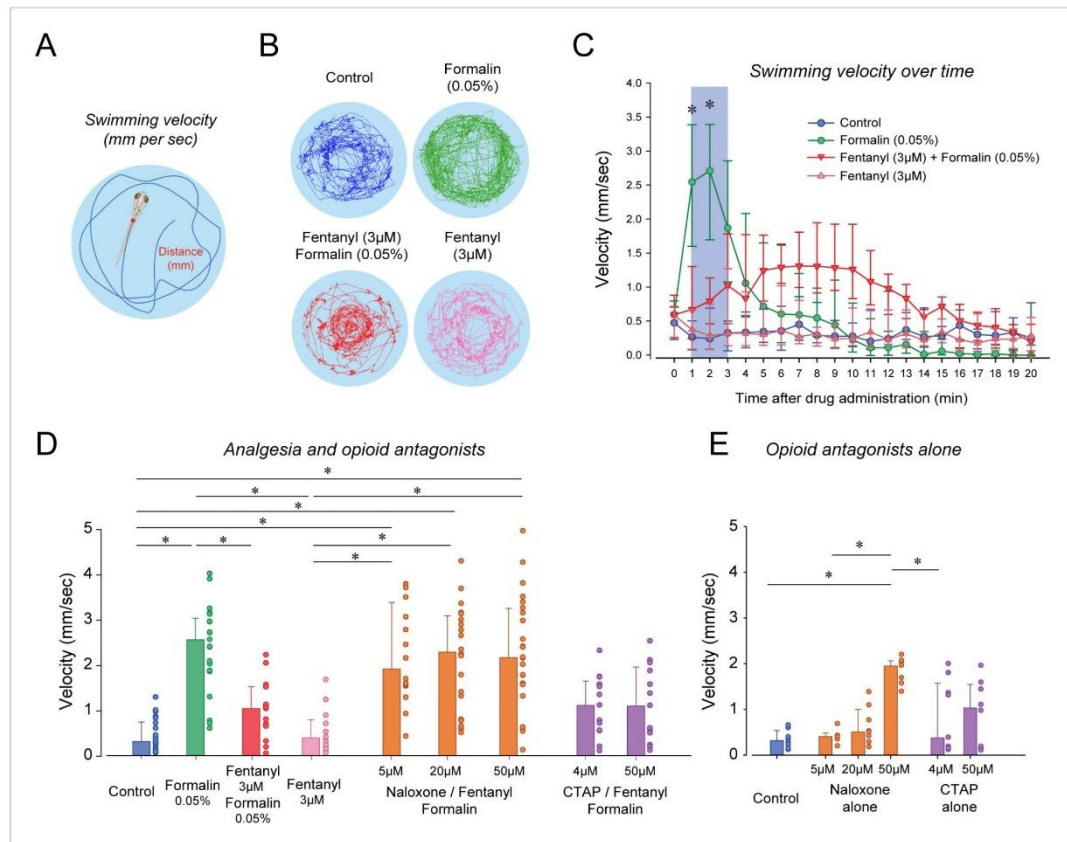 A
Swimming velocity
(mm per sec)
Distance
(mm)
B
Control
Formalin
(0.05%)
Fentanyl (3µM)
Formalin (0.05%)
Fentanyl
(3µM)
C
Swimming velocity over time
4.0
3.5
3.0
2.5
2.0
1.5
1.0
0.5
0.0
Velocity (mm/sec)
* *
Control
Formalin (0.05%)
Fentanyl (3µM) + Formalin (0.05%)
Fentanyl (3µM)
0 1 2 3 4 5 6 7 8 9 10 11 12 13 14 15 16 17 18 19 20
Time after drug administration (min)
D
Analgesia and opioid antagonists
*
* *
*
* *
* * *
5
4
3
2
1
0
Velocity (mm/sec)
Control
Formalin
0.05%
Fentanyl
3µM
Formalin
0.05%
Fentanyl
3µM
5µM 20µM 50µM
Naloxone / Fentanyl
Formalin
4µM 50µM
CTAP / Fentanyl
Formalin
E
Opioid antagonists alone
*
* *
5
4
3
2
1
0
Velocity (mm/sec)
Control
5µM 20µM 50µM
Naloxone
alone
4µM 50µM
CTAP
alone